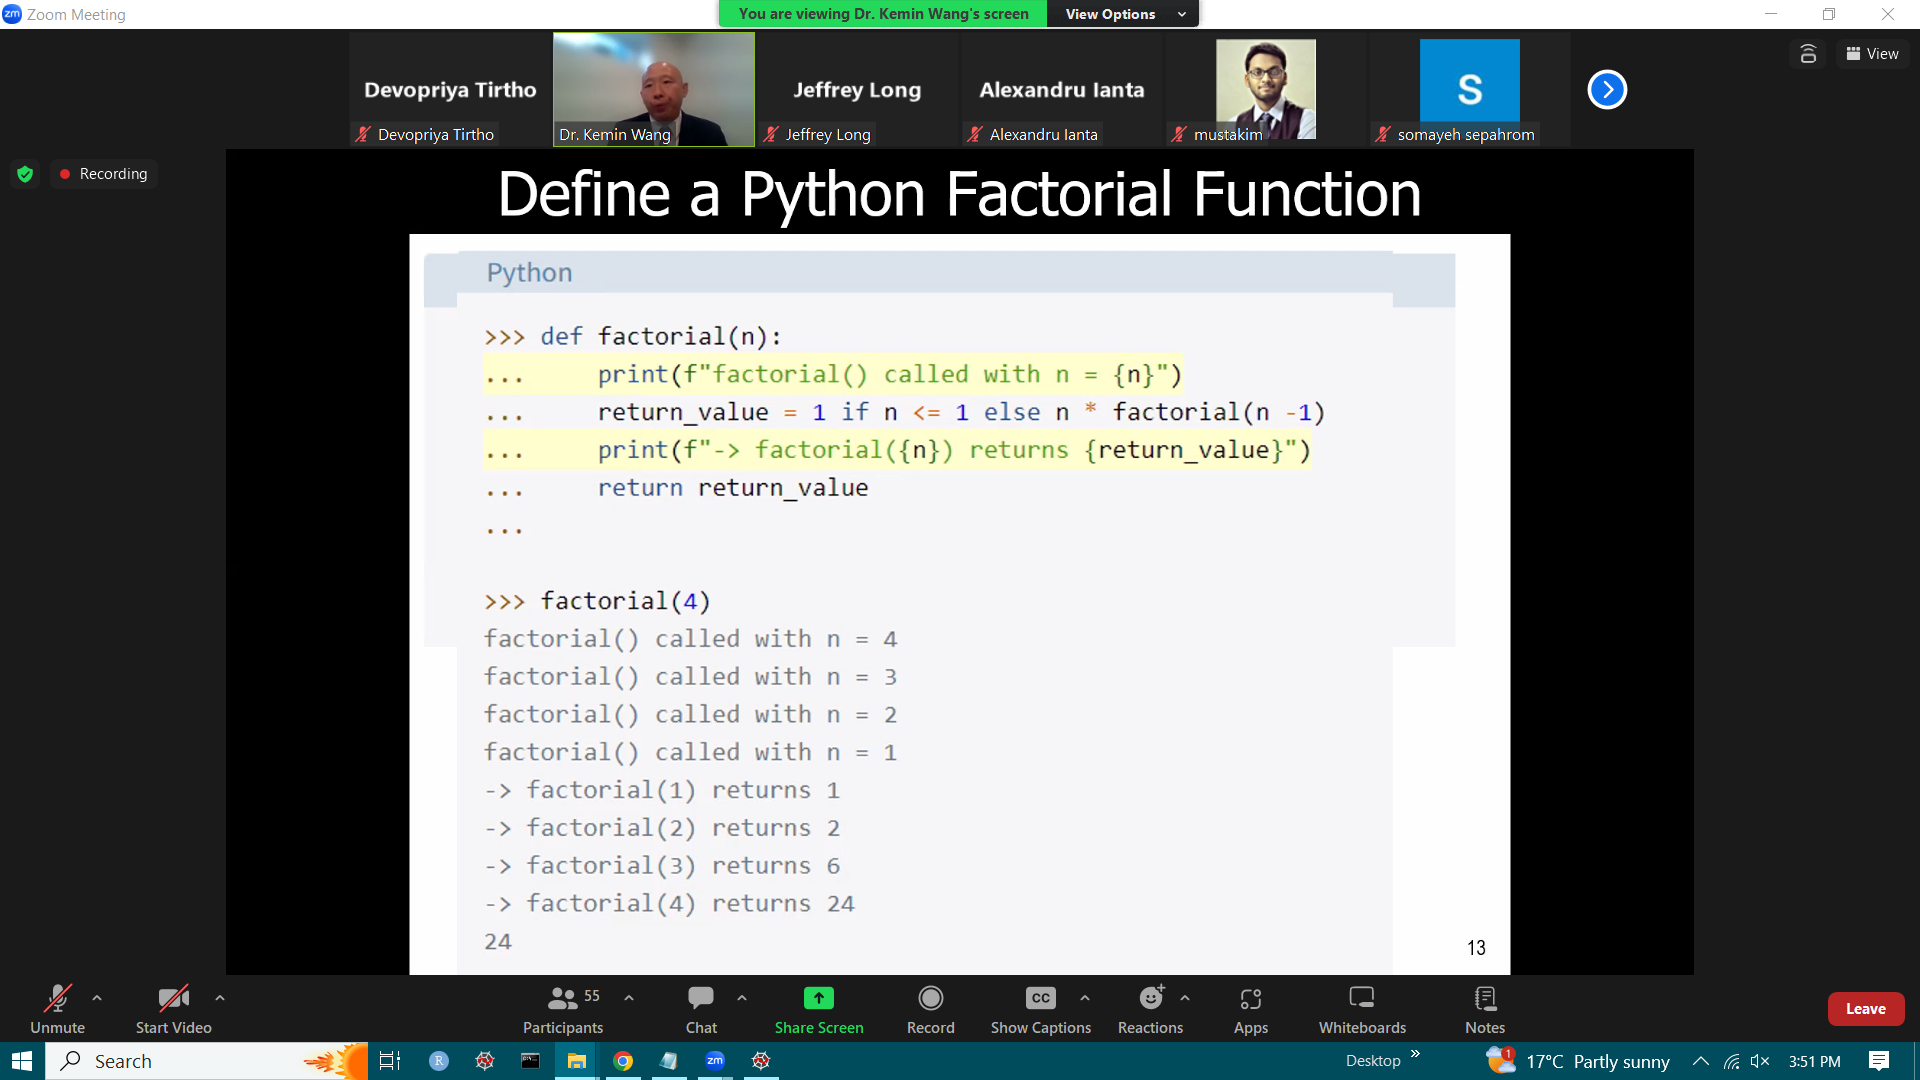 zm Zoom Meeting
You are viewing Dr. Kemin Wang's screen
View Options
Devopriya Tirtho
Jeffrey Long
Alexandru Ianta
S
View
Devopriya Tirtho
Dr. Kemin Wang
Jeffrey Long
Alexandru Ianta
mustakim
somayeh sepahrom
Recording
Define a Python Factorial Function
Python
>>> def factorial(n):
...     print(f"factorial() called with n = {n}")
...     return_value = 1 if n <= 1 else n * factorial(n -1)
...     print(f"-> factorial({n}) returns {return_value}")
...     return return_value
...
>>> factorial(4)
factorial() called with n = 4
factorial() called with n = 3
factorial() called with n = 2
factorial() called with n = 1
-> factorial(1) returns 1
-> factorial(2) returns 2
-> factorial(3) returns 6
-> factorial(4) returns 24
24
13
55
CC
Unmute
Start Video
Participants
Chat
Share Screen
Record
Show Captions
Reactions
Apps
Whiteboards
Notes
Leave
Search
R
zm
Desktop
»
1
17°C Partly sunny
3:51 PM